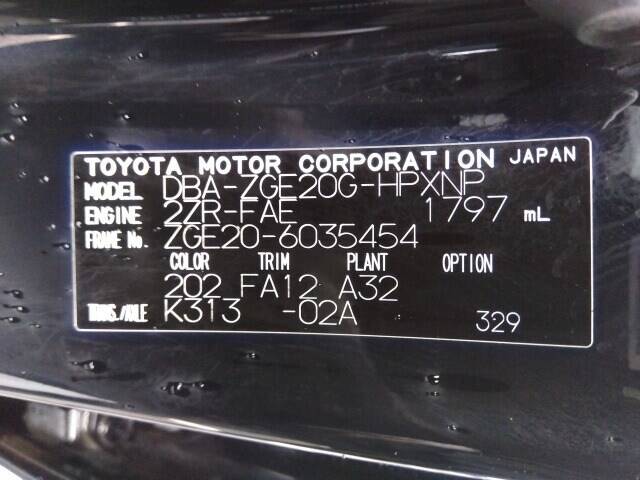 TOYOTA MOTOR CORPORATION JAPAN
MODEL DBA-ZGE20G-HPXNP
ENGINE 2ZR-FAE 1797 mL
FRAME No. ZGE20-6035454
COLOR TRIM PLANT OPTION
202 FA12 A32
TRANS./AXLE K313 -02A 329